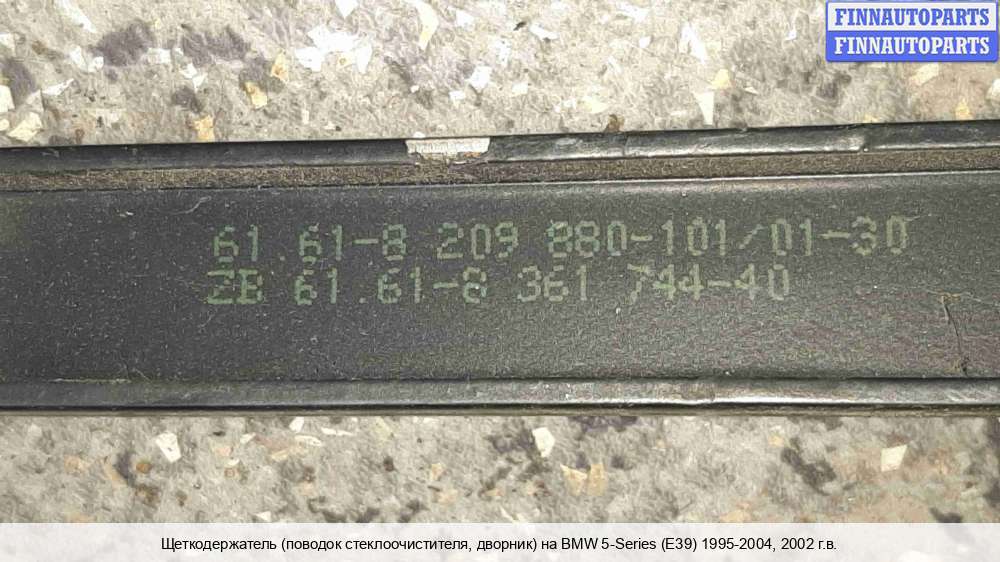 FINNAUTOPARTS
FINNAUTOPARTS
61.61-8 209 880-101/01-30
ZB 61.61-8 361 744-40
Щеткодержатель (поводок стеклоочистителя, дворник) на BMW 5-Series (E39) 1995-2004, 2002 г.в.